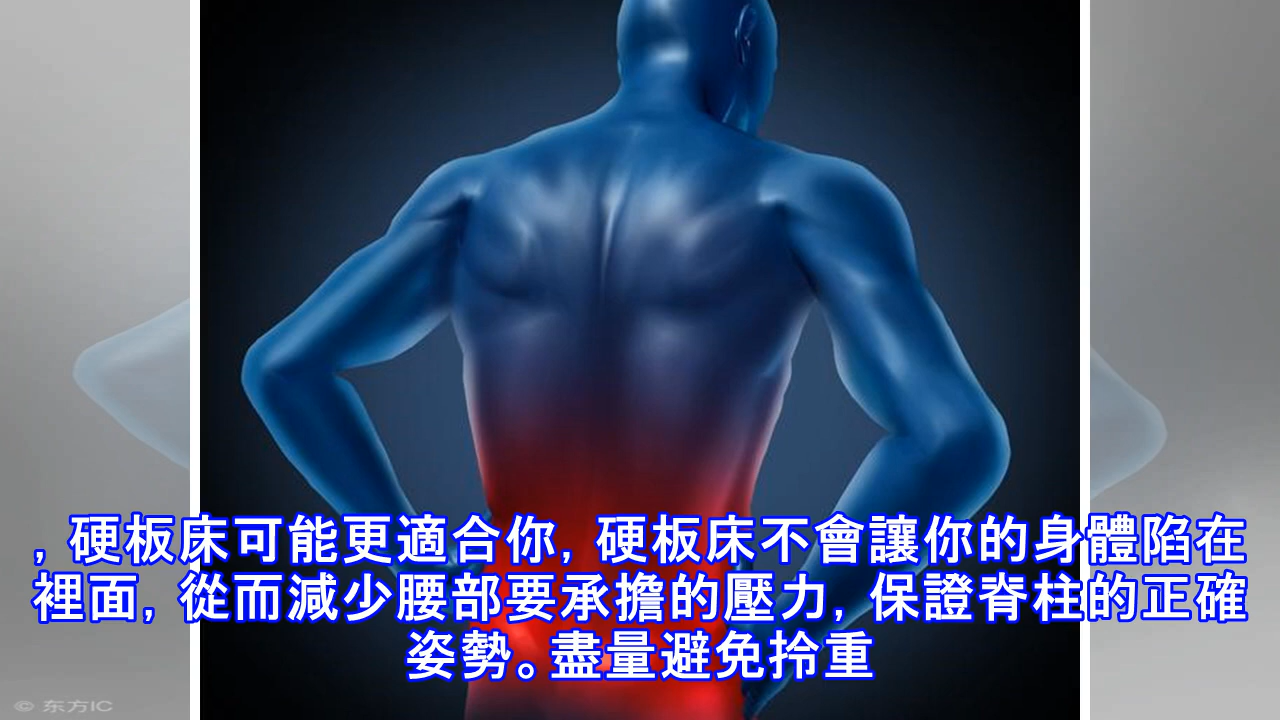 , 硬板床可能更適合你, 硬板床不會讓你的身體陷在
裡面, 從而減少腰部要承擔的壓力, 保證脊柱的正確
姿勢。盡量避免拎重
© 东方IC